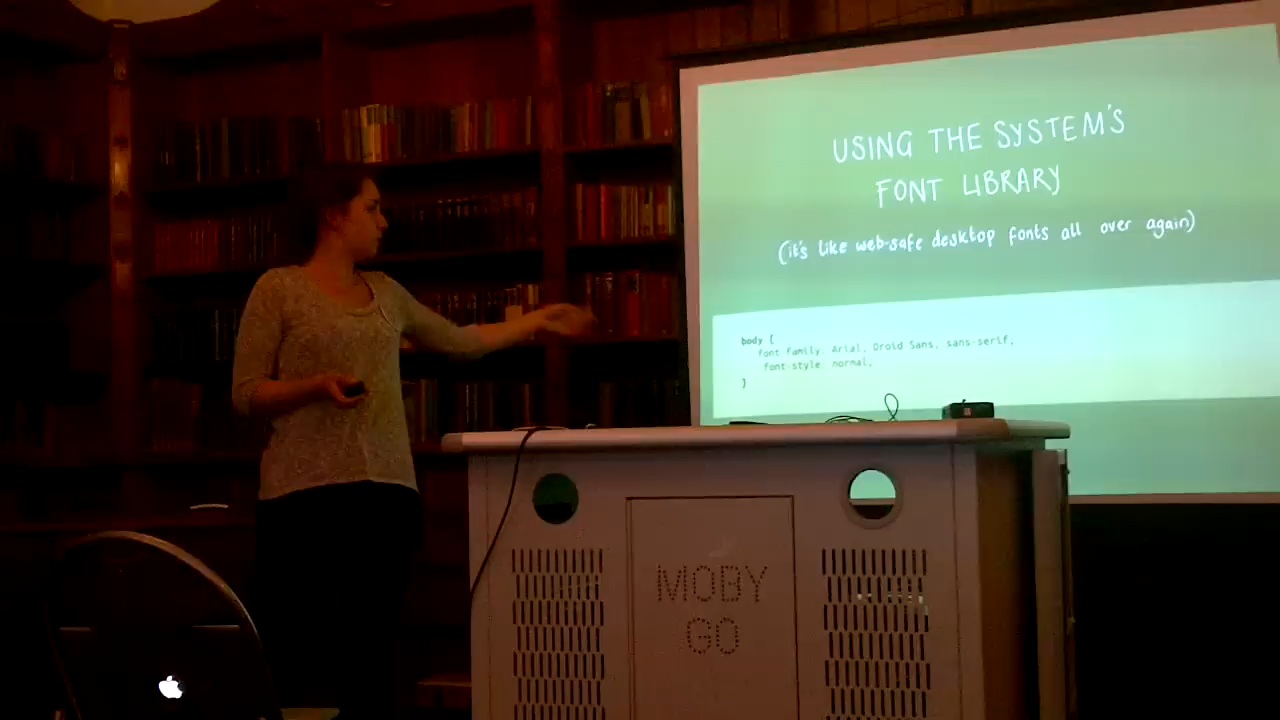 USING THE SYSTEM'S
FONT LIBRARY
(it's like web-safe desktop fonts all over again)
body {
font-family: Arial, Droid Sans, sans-serif;
font-style: normal;
}
MOBY
GO